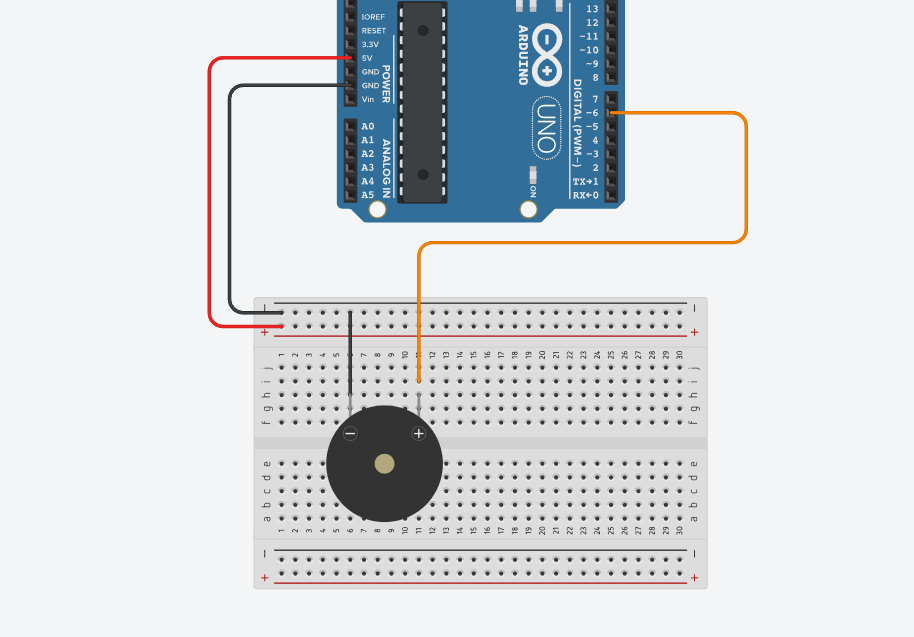 IOREF
RESET
3.3V
5V
GND
GND
Vin
POWER
A0
A1
A2
A3
A4
A5
ANALOG IN
ARDUINO
UNO
ON
DIGITAL (PWM~)
13
12
~11
~10
~9
8
7
~6
~5
4
~3
2
TX→1
RX←0
− −
+ +
1 2 3 4 5 6 7 8 9 10 11 12 13 14 15 16 17 18 19 20 21 22 23 24 25 26 27 28 29 30
j j
i i
h h
g g
f f
− +
e e
d d
c c
b b
a a
1 2 3 4 5 6 7 8 9 10 11 12 13 14 15 16 17 18 19 20 21 22 23 24 25 26 27 28 29 30
− −
+ +